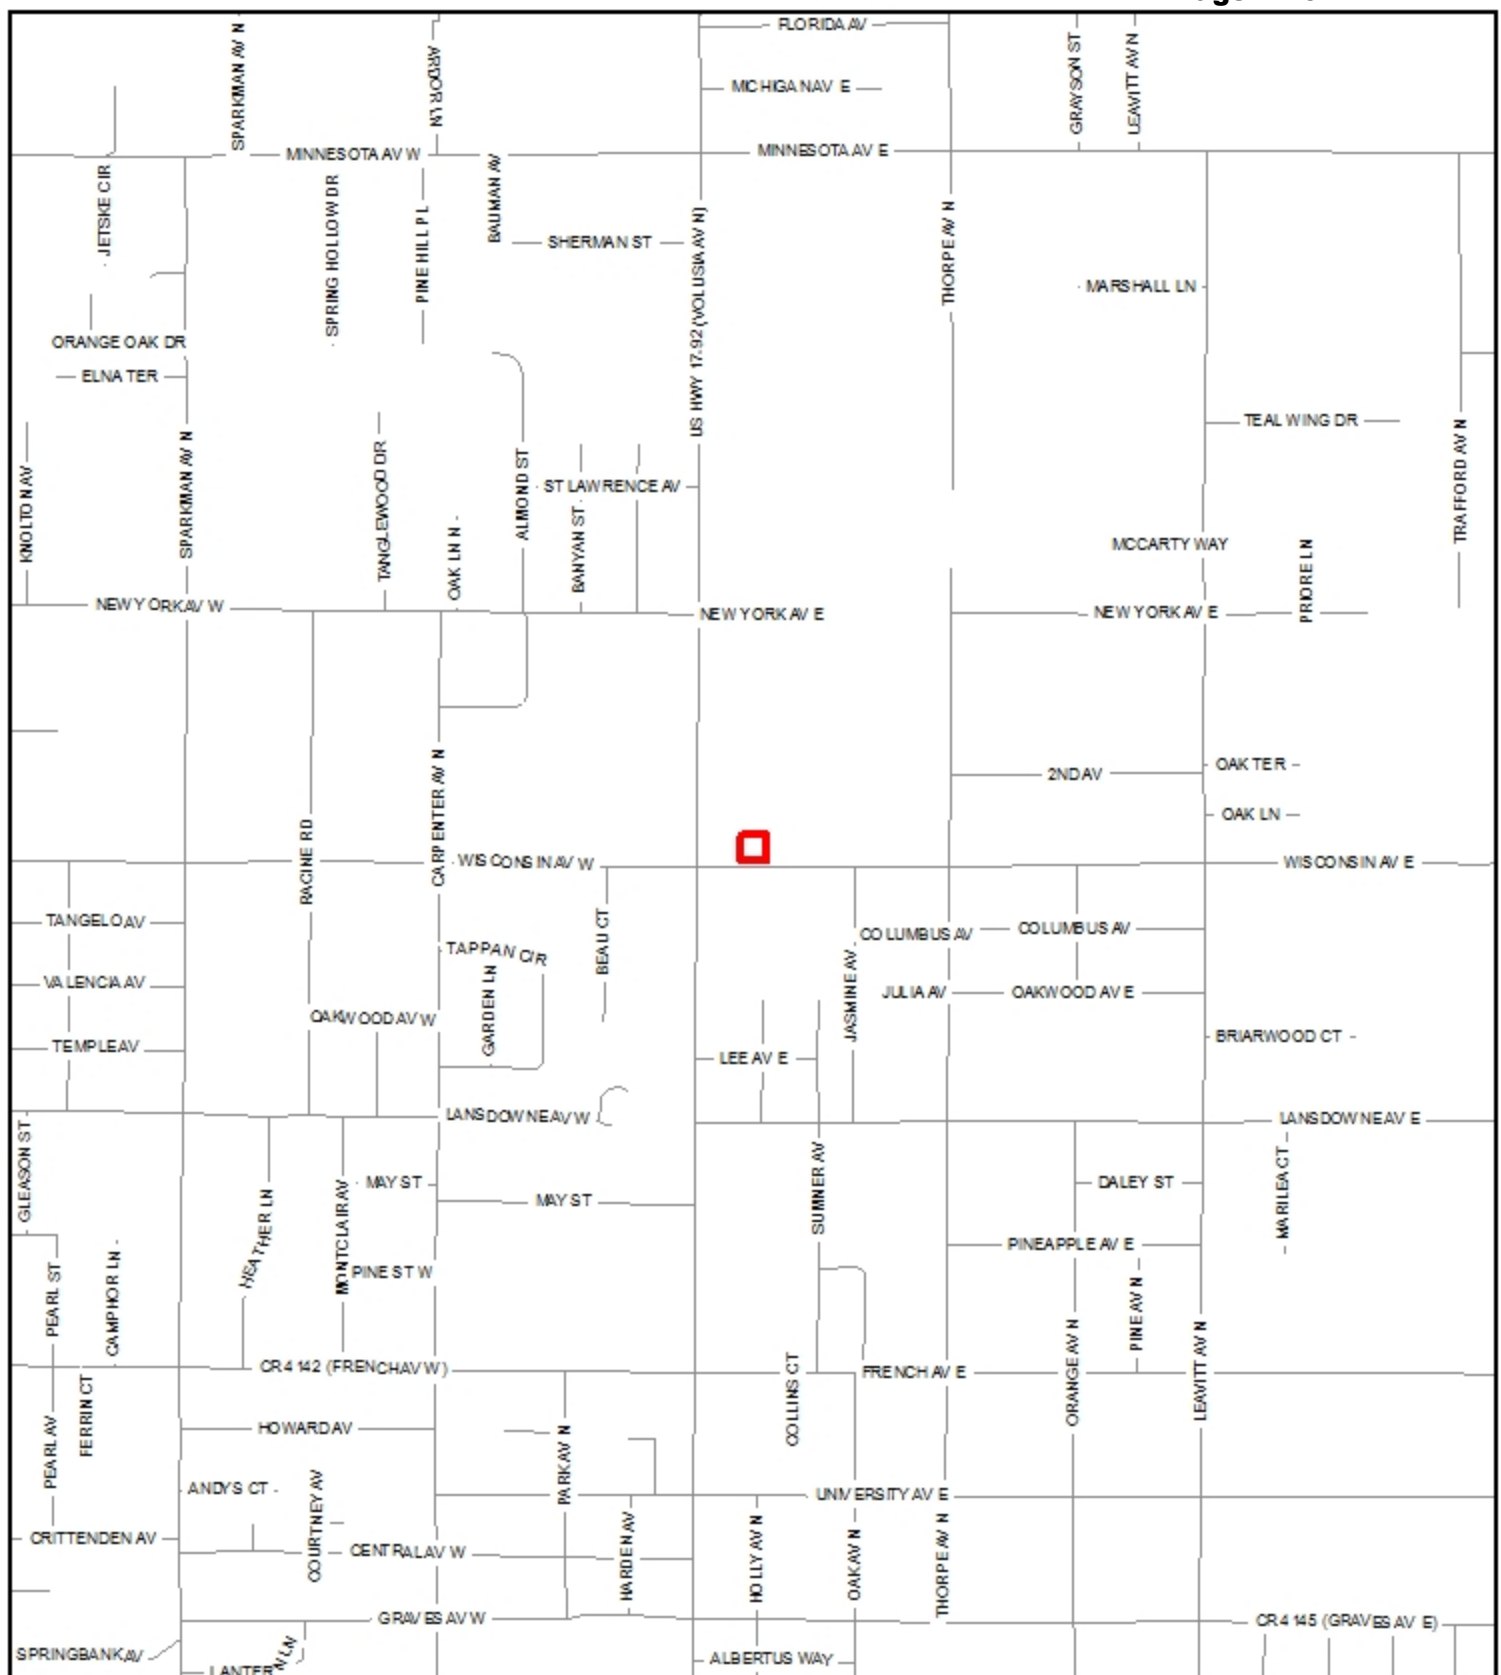 FLORIDA AV
SPARKMAN AV N
ARDOR LN
GRAYSON ST
LEAVITT AV N
MICHIGAN AV E
MINNESOTA AV W
MINNESOTA AV E
JETSKE CIR
SPRING HOLLOW DR
PINE HILL PL
BAUMAN AV
SHERMAN ST
US HWY 17-92 (VOLUSIA AV N)
THORPE AV N
MARSHALL LN
ORANGE OAK DR
ELNA TER
TEAL WING DR
KNOLTON AV
SPARKMAN AV N
TANGLEWOOD DR
OAK LN N
ALMOND ST
ST LAWRENCE AV
BANYAN ST
TRAFFORD AV N
MCCARTY WAY
PRIORE LN
NEW YORK AV W
NEW YORK AV E
NEW YORK AV E
2ND AV
OAK TER
OAK LN
RACINE RD
CARPENTER AV N
WISCONSIN AV W
WISCONSIN AV E
TANGELO AV
TAPPAN CIR
BEAU CT
COLUMBUS AV
COLUMBUS AV
VALENCIA AV
GARDEN LN
JASMINE AV
JULIA AV
OAKWOOD AV E
OAKWOOD AV W
TEMPLE AV
LEE AV E
BRIARWOOD CT
LANSDOWNE AV W
LANSDOWNE AV E
GLEASON ST
HEATHER LN
MONTCLAIR AV
MAY ST
MAY ST
SUMNER AV
DALEY ST
MARILEA CT
PINEAPPLE AV E
PEARL ST
CAMPHOR LN
PINE ST W
PINE AV N
ORANGE AV N
LEAVITT AV N
CR 4142 (FRENCH AV W)
FRENCH AV E
COLLINS CT
FERRIN CT
PEARL AV
HOWARD AV
PARK AV N
ANDYS CT
COURTNEY AV
UNIVERSITY AV E
CRITTENDEN AV
CENTRAL AV W
HARDEN AV
HOLLY AV N
OAK AV N
THORPE AV N
GRAVES AV W
CR 4145 (GRAVES AV E)
SPRINGBANK AV
ALBERTUS WAY